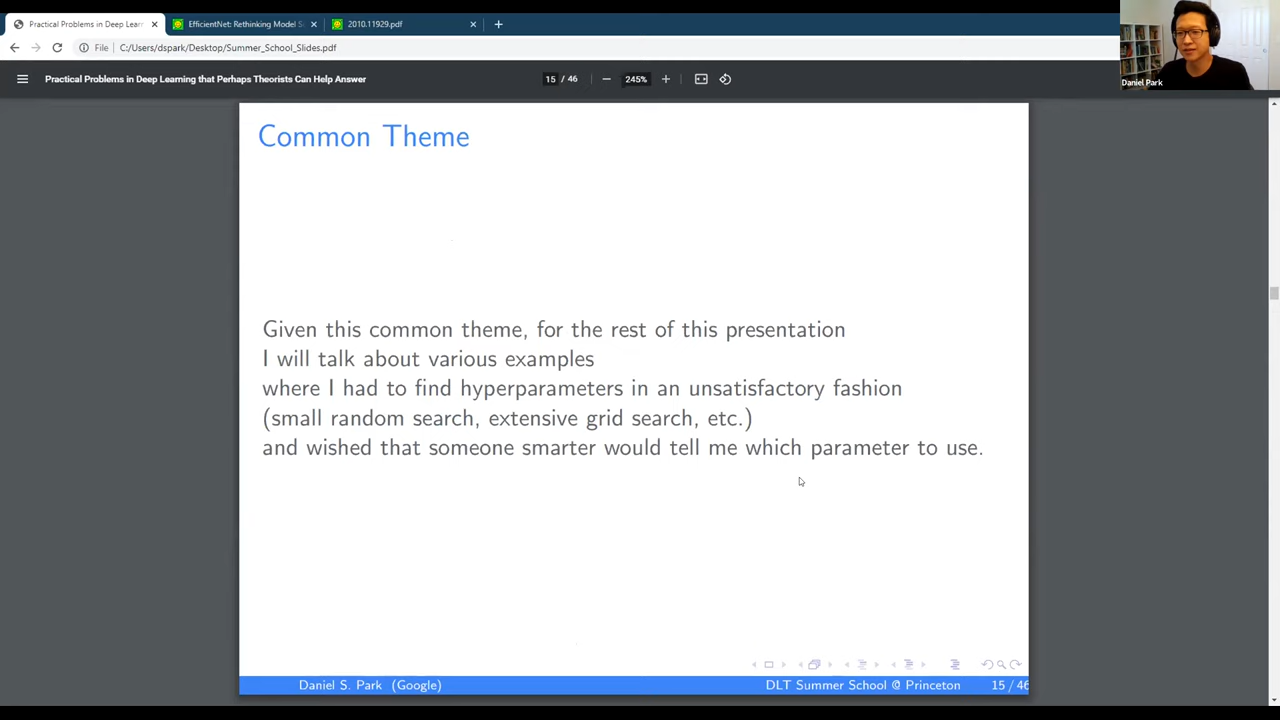 Practical Problems in Deep Lear
EfficientNet: Rethinking Model S
2010.11929.pdf
File
C:/Users/dspark/Desktop/Summer_School_Slides.pdf
Practical Problems in Deep Learning that Perhaps Theorists Can Help Answer
15 / 46
245%
Daniel Park
Common Theme
Given this common theme, for the rest of this presentation
I will talk about various examples
where I had to find hyperparameters in an unsatisfactory fashion
(small random search, extensive grid search, etc.)
and wished that someone smarter would tell me which parameter to use.
Daniel S. Park (Google)
DLT Summer School @ Princeton
15 / 46